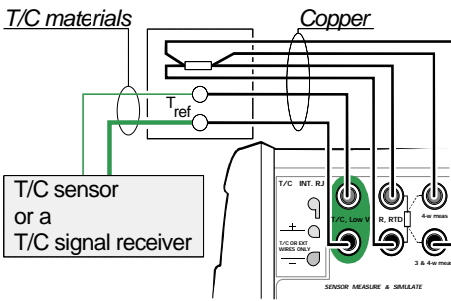 T/C materials
Copper
T ref
T/C sensor
or a
T/C signal receiver
T/C INT. RJ
T/C, Low V
R, RTD
4-w meas
+
T/C OR EXT
WIRES ONLY
–
3 & 4-w meas
SENSOR MEASURE & SIMULATE